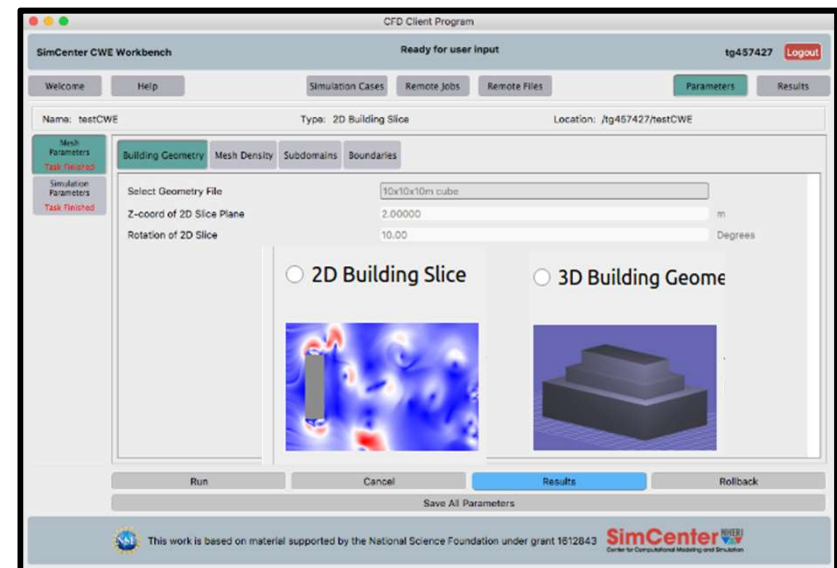 CFD Client Program
SimCenter CWE Workbench
Ready for user input
tg457427
Logout
Welcome
Help
Simulation Cases
Remote Jobs
Remote Files
Parameters
Results
Name: testCWE
Type: 2D Building Slice
Location: /tg457427/testCWE
Mesh
Parameters
Task Finished
Simulation
Parameters
Task Finished
Building Geometry
Mesh Density
Subdomains
Boundaries
Select Geometry File
10x10x10m cube
Z-coord of 2D Slice Plane
2.00000
m
Rotation of 2D Slice
10.00
Degrees
2D Building Slice
3D Building Geome
Run
Cancel
Results
Rollback
Save All Parameters
NSF
This work is based on material supported by the National Science Foundation under grant 1612843
SimCenter
NHERI
Center for Computational Modeling and Simulation